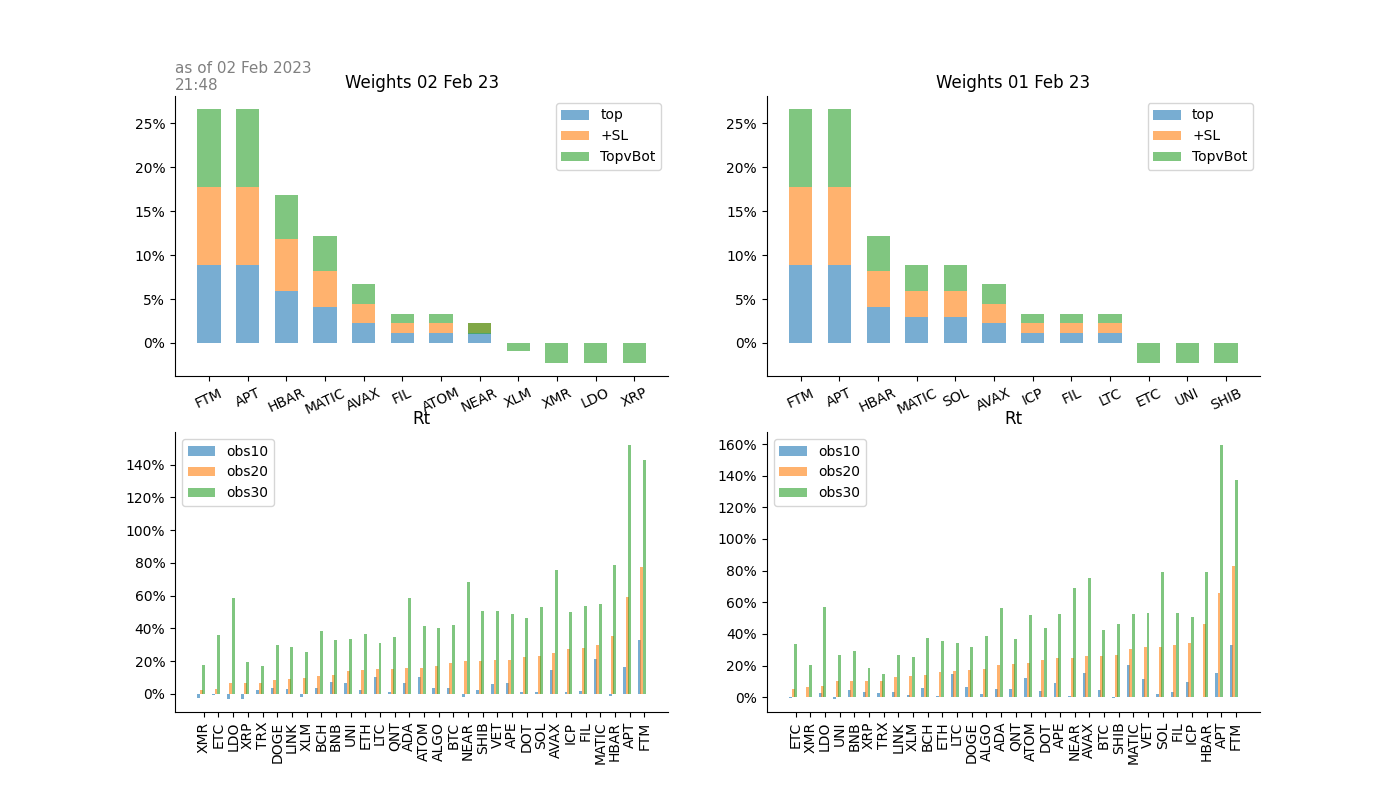 as of 02 Feb 2023
21:48
Weights 02 Feb 23
25%
20%
15%
10%
5%
0%
top
+SL
TopvBot
FTM APT HBAR MATIC AVAX FIL ATOM NEAR XLM XMR LDO XRP
Weights 01 Feb 23
25%
20%
15%
10%
5%
0%
top
+SL
TopvBot
FTM APT HBAR MATIC SOL AVAX ICP FIL LTC ETC UNI SHIB
Rt
140%
120%
100%
80%
60%
40%
20%
0%
obs10
obs20
obs30
XMR ETC LDO XRP TRX DOGE LINK XLM BCH BNB UNI ETH LTC QNT ADA ATOM ALGO BTC NEAR SHIB VET APE DOT SOL AVAX ICP FIL MATIC HBAR APT FTM
Rt
160%
140%
120%
100%
80%
60%
40%
20%
0%
obs10
obs20
obs30
ETC XMR LDO UNI BNB XRP TRX LINK XLM BCH ETH LTC DOGE ALGO ADA QNT ATOM DOT APE NEAR AVAX BTC SHIB MATIC VET SOL FIL ICP HBAR APT FTM